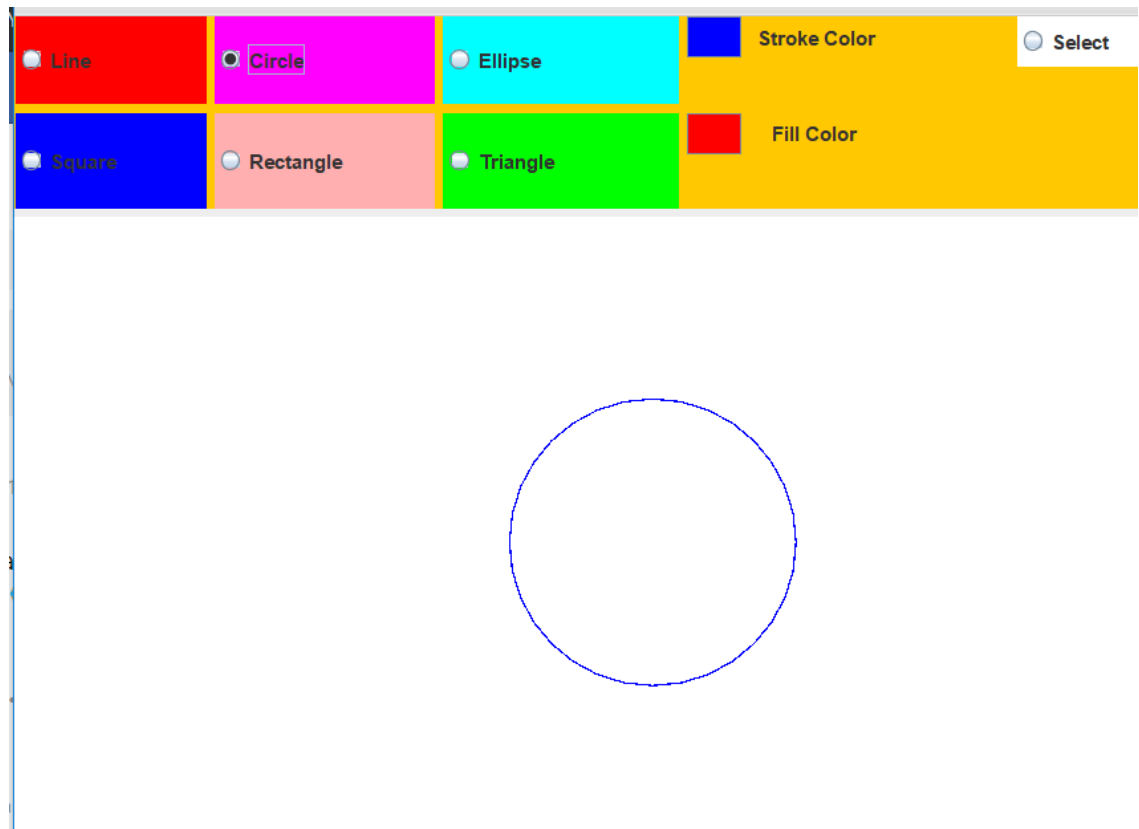 Line
Circle
Ellipse
Stroke Color
Select
Square
Rectangle
Triangle
Fill Color